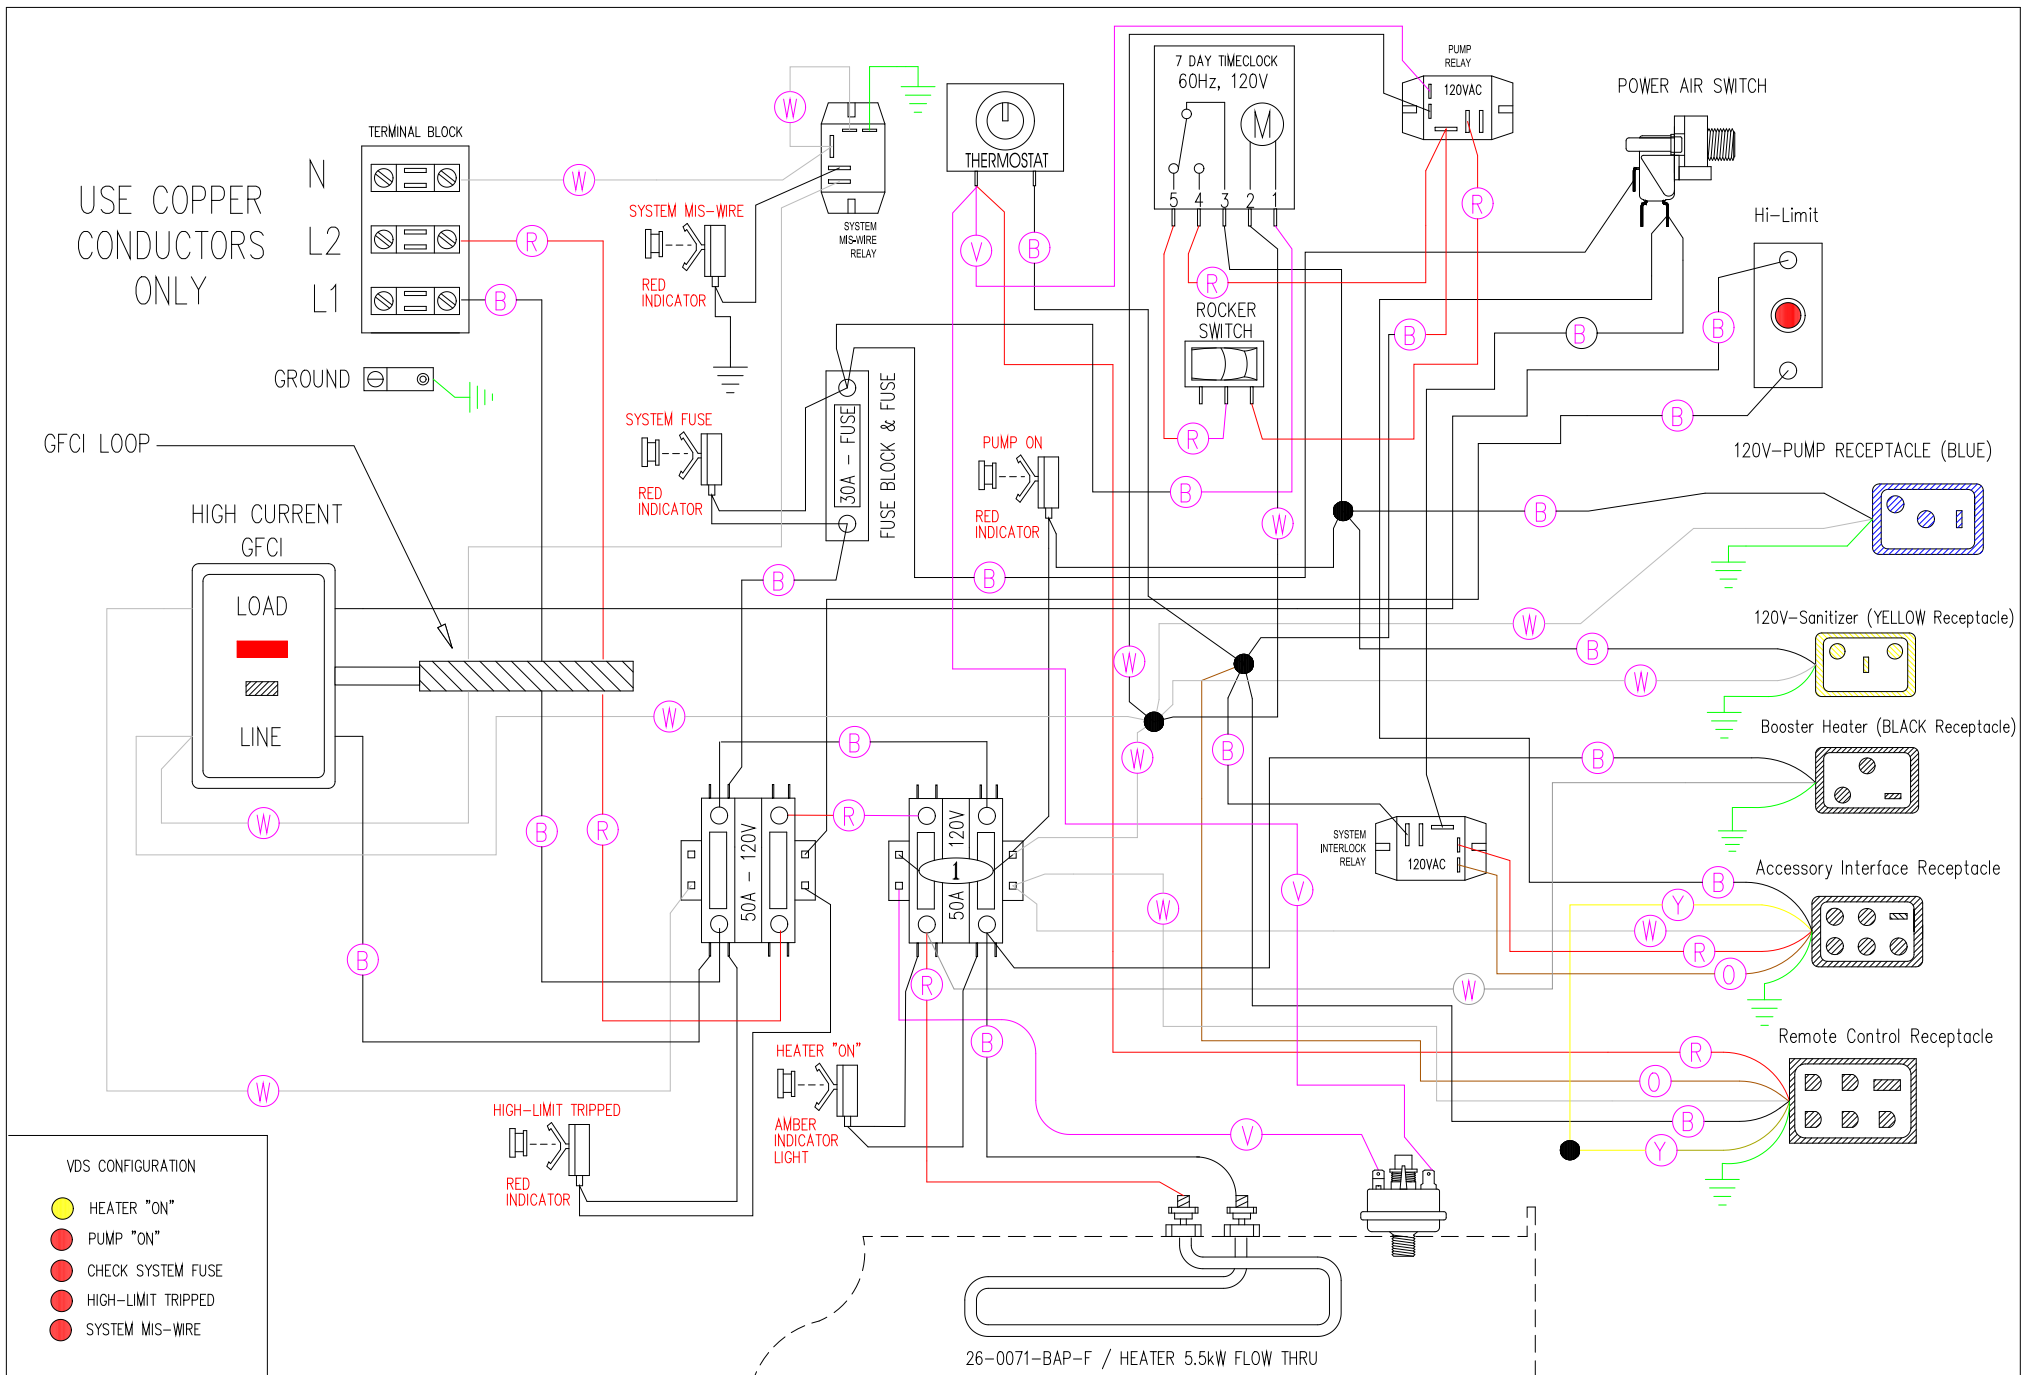 7 DAY TIMECLOCK
60Hz, 120V
M
5 4 3 2 1
PUMP
RELAY
120VAC
POWER AIR SWITCH
TERMINAL BLOCK
N
L2
L1
USE COPPER
CONDUCTORS
ONLY
GROUND
W
R
B
W
SYSTEM
MIS-WIRE
RELAY
SYSTEM MIS-WIRE
RED
INDICATOR
THERMOSTAT
V
B
R
R
B
ROCKER
SWITCH
R
B
W
Hi-Limit
B
B
B
SYSTEM FUSE
RED
INDICATOR
30A - FUSE
FUSE BLOCK & FUSE
PUMP ON
RED
INDICATOR
B
B
GFCI LOOP
HIGH CURRENT
GFCI
LOAD
LINE
120V-PUMP RECEPTACLE (BLUE)
B
W
120V-Sanitizer (YELLOW Receptacle)
B
W
Booster Heater (BLACK Receptacle)
B
W
W
W
B
W
B
R
W
B
R
B
W
50A - 120V
50A 120V
1
SYSTEM
INTERLOCK
RELAY
120VAC
V
W
Accessory Interface Receptacle
B
Y
W
R
O
W
Remote Control Receptacle
R
O
B
Y
R
B
V
HEATER "ON"
AMBER
INDICATOR
LIGHT
HIGH-LIMIT TRIPPED
RED
INDICATOR
VDS CONFIGURATION
HEATER "ON"
PUMP "ON"
CHECK SYSTEM FUSE
HIGH-LIMIT TRIPPED
SYSTEM MIS-WIRE
26-0071-BAP-F / HEATER 5.5kW FLOW THRU